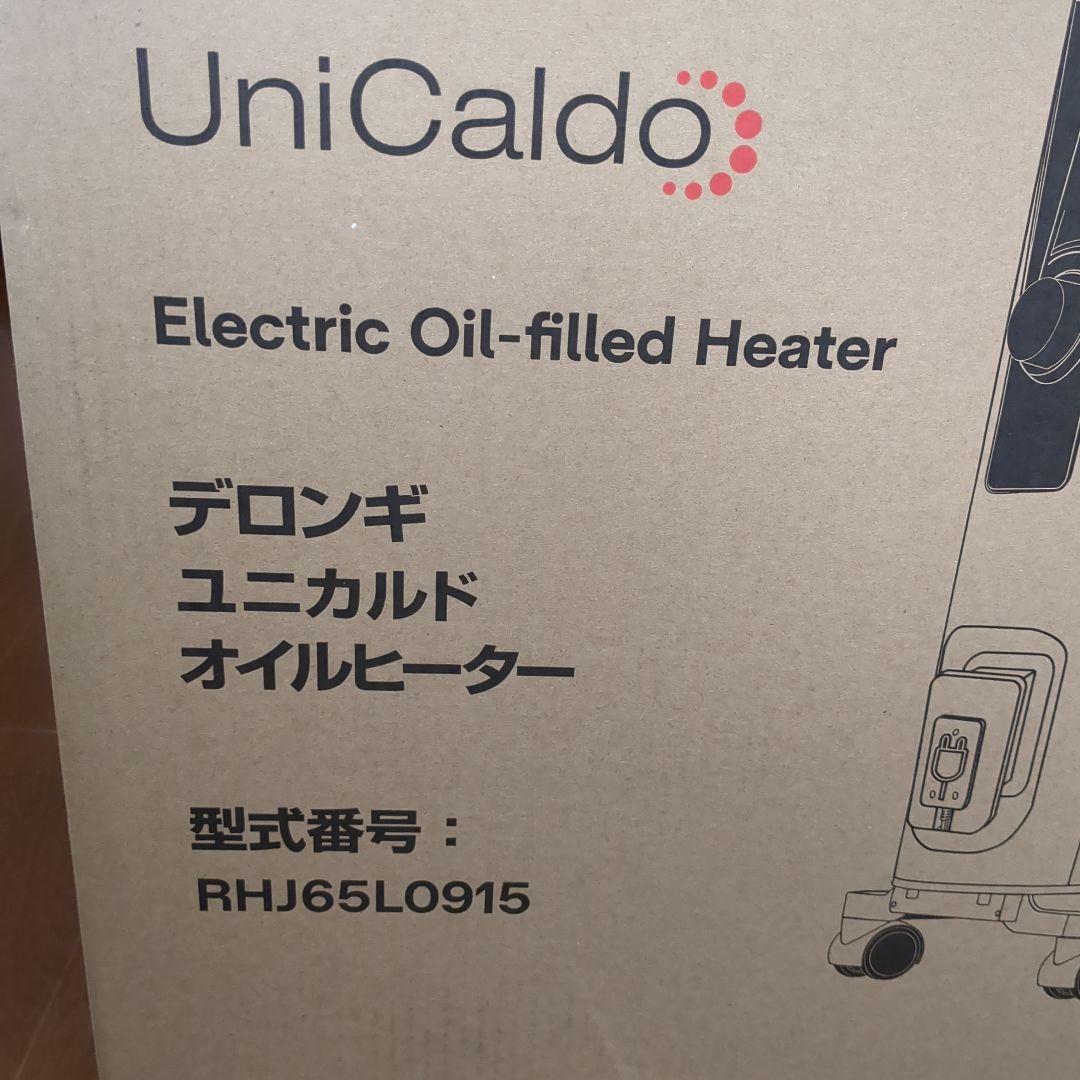 UniCaldo
Electric Oil-filled Heater
デロンギ
ユニカルド
オイルヒーター
型式番号：
RHJ65L0915